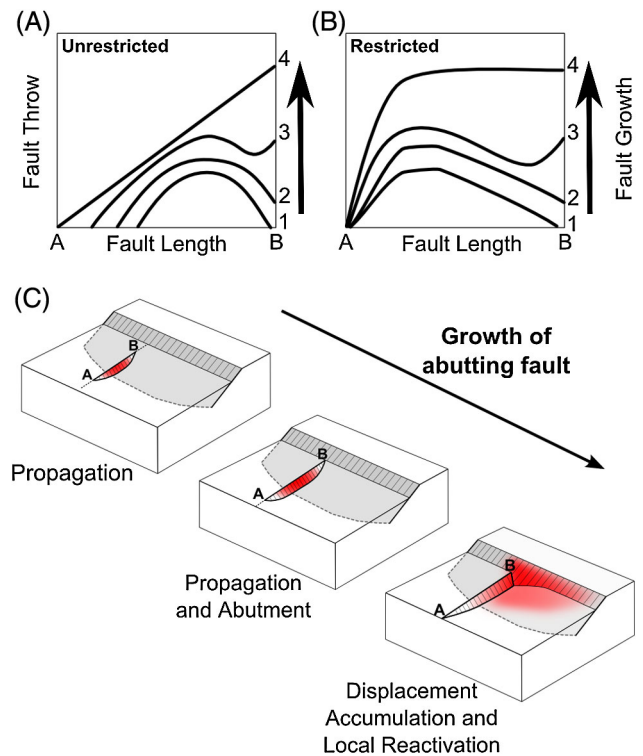 (A)
Unrestricted
Fault Throw
4
3
2
1
A
Fault Length
B
(B)
Restricted
4
3
2
1
A
Fault Length
B
Fault Growth
(C)
B
A
Propagation
Growth of
abutting fault
B
A
Propagation
and Abutment
B
A
Displacement
Accumulation and
Local Reactivation